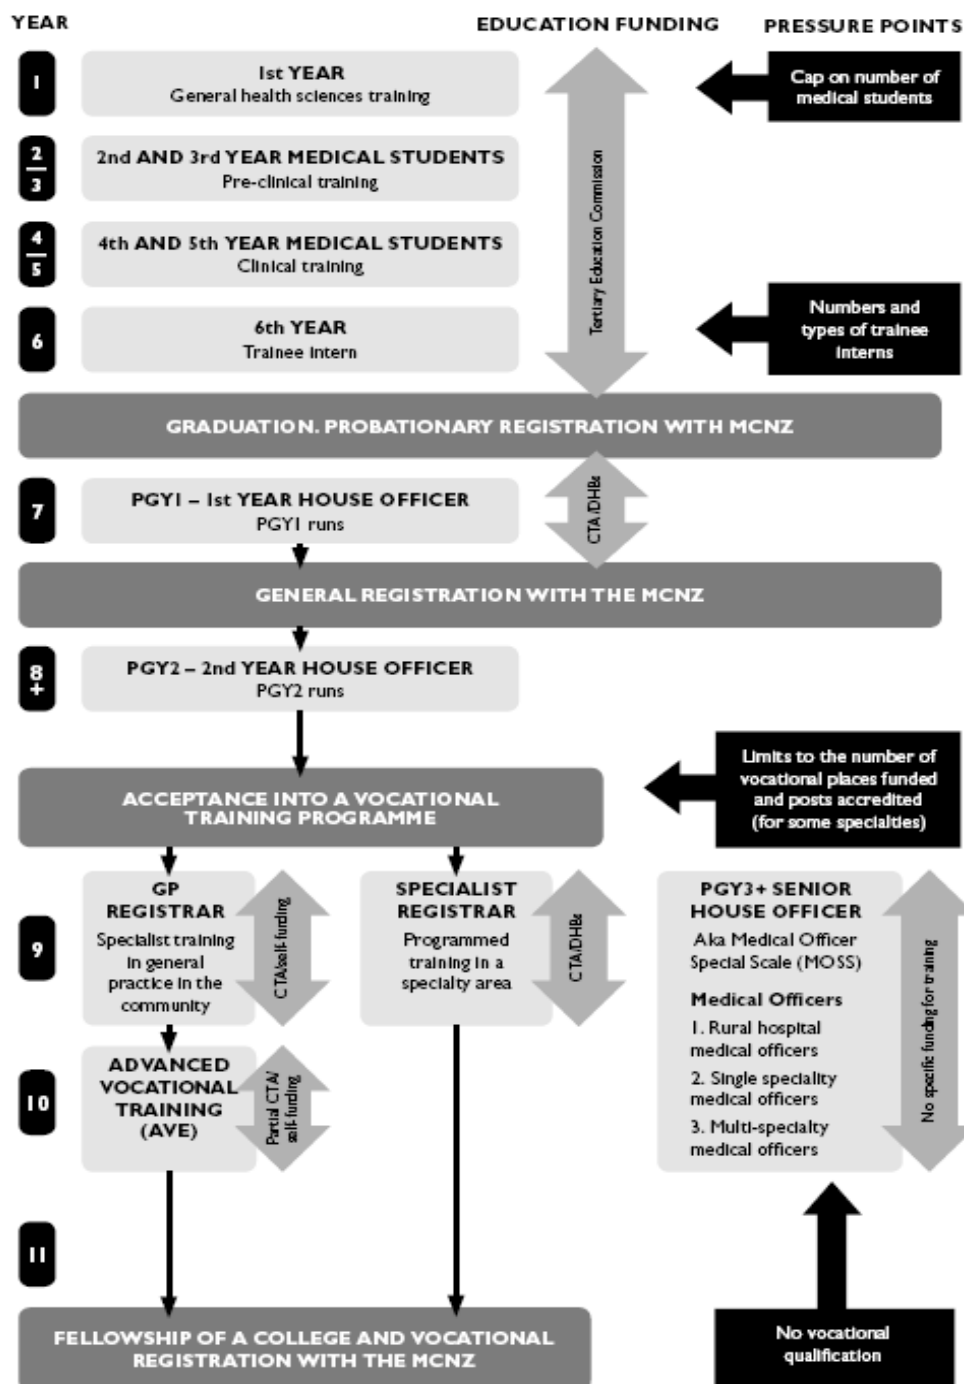 YEAR
EDUCATION FUNDING
PRESSURE POINTS
1
1st YEAR
General health sciences training
Cap on number of
medical students
2
3
2nd AND 3rd YEAR MEDICAL STUDENTS
Pre-clinical training
Tertiary Education Commission
4
5
4th AND 5th YEAR MEDICAL STUDENTS
Clinical training
6
6th YEAR
Trainee intern
Numbers and
types of trainee
interns
GRADUATION. PROBATIONARY REGISTRATION WITH MCNZ
7
PGY1 – 1st YEAR HOUSE OFFICER
PGY1 runs
CTA/DHBs
GENERAL REGISTRATION WITH THE MCNZ
8
+
PGY2 – 2nd YEAR HOUSE OFFICER
PGY2 runs
ACCEPTANCE INTO A VOCATIONAL
TRAINING PROGRAMME
Limits to the number of
vocational places funded
and posts accredited
(for some specialties)
9
GP
REGISTRAR
Specialist training
in general
practice in the
community
CTA/self-funding
SPECIALIST
REGISTRAR
Programmed
training in a
specialty area
CTA/DHBs
PGY3+ SENIOR
HOUSE OFFICER
Aka Medical Officer
Special Scale (MOSS)
Medical Officers
1. Rural hospital
medical officers
2. Single speciality
medical officers
3. Multi-specialty
medical officers
No specific funding for training
10
ADVANCED
VOCATIONAL
TRAINING
(AVE)
Partial CTA/
self-funding
11
FELLOWSHIP OF A COLLEGE AND VOCATIONAL
REGISTRATION WITH THE MCNZ
No vocational
qualification